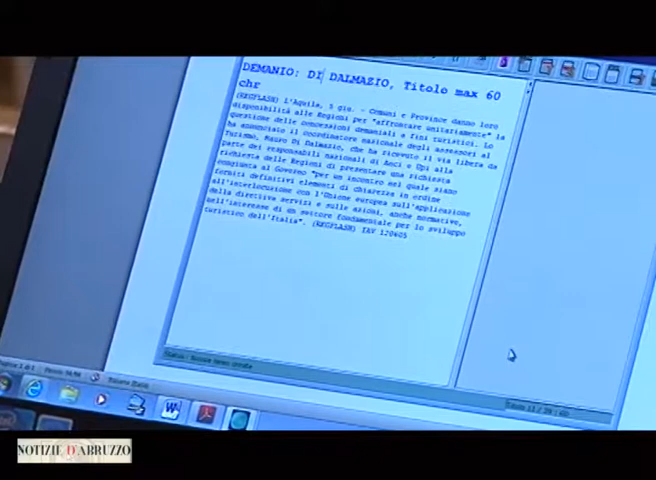 DEMANIO: DI DALMAZIO, Titolo max 60
chr
(REGFLASH) L'Aquila, 5 giu. - Comuni e Province danno loro
disponibilità alle Regioni per "affrontare unitariamente" la
questione delle concessioni demaniali a fini turistici. Lo
ha annunciato il coordinatore nazionale degli assessori al
Turismo, Mauro Di Dalmazio, che ha ricevuto il via libera da
parte dei responsabili nazionali di Anci e Upi alla
richiesta delle Regioni di presentare una richiesta
congiunta al Governo "per un incontro nel quale siano
forniti definitivi elementi di chiarezza in ordine
all'interlocuzione con l'Unione europea sull'applicazione
della direttiva servizi e sulle azioni, anche normative,
nell'interesse di un settore fondamentale per lo sviluppo
turistico dell'Italia". (REGFLASH) IAV 120605
NOTIZIE D'ABRUZZO